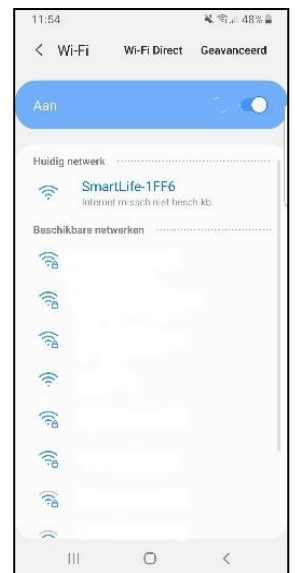 11:54 48%
Wi-Fi Wi-Fi Direct Geavanceerd
Aan
Huidig netwerk
SmartLife-1FF6
Internet missch niet beschikb.
Beschikbare netwerken